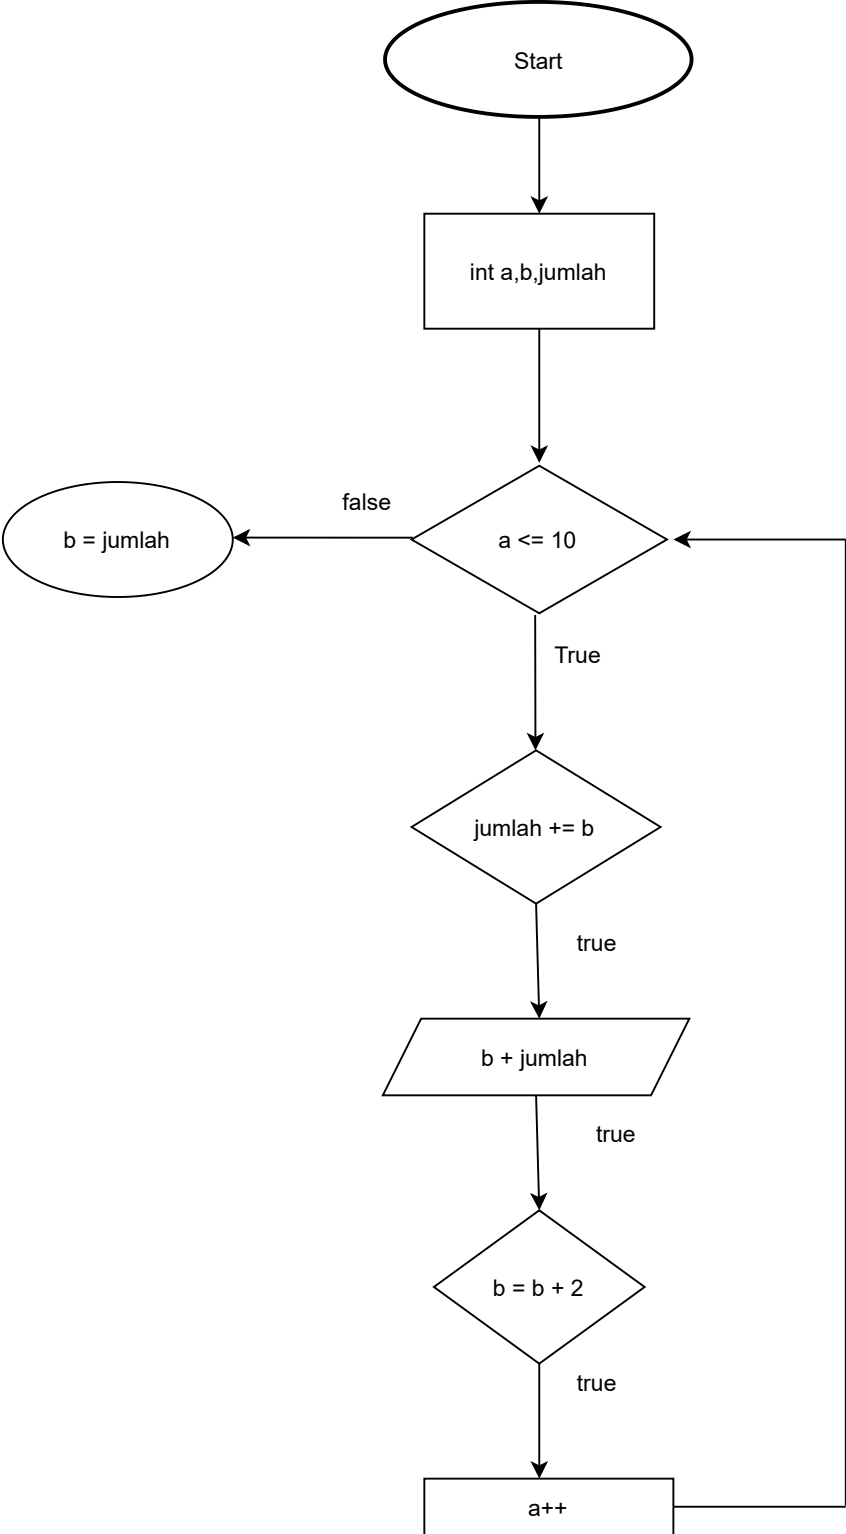 Start
int a,b,jumlah
false
b = jumlah
a <= 10
True
jumlah += b
true
b + jumlah
true
b = b + 2
true
a++